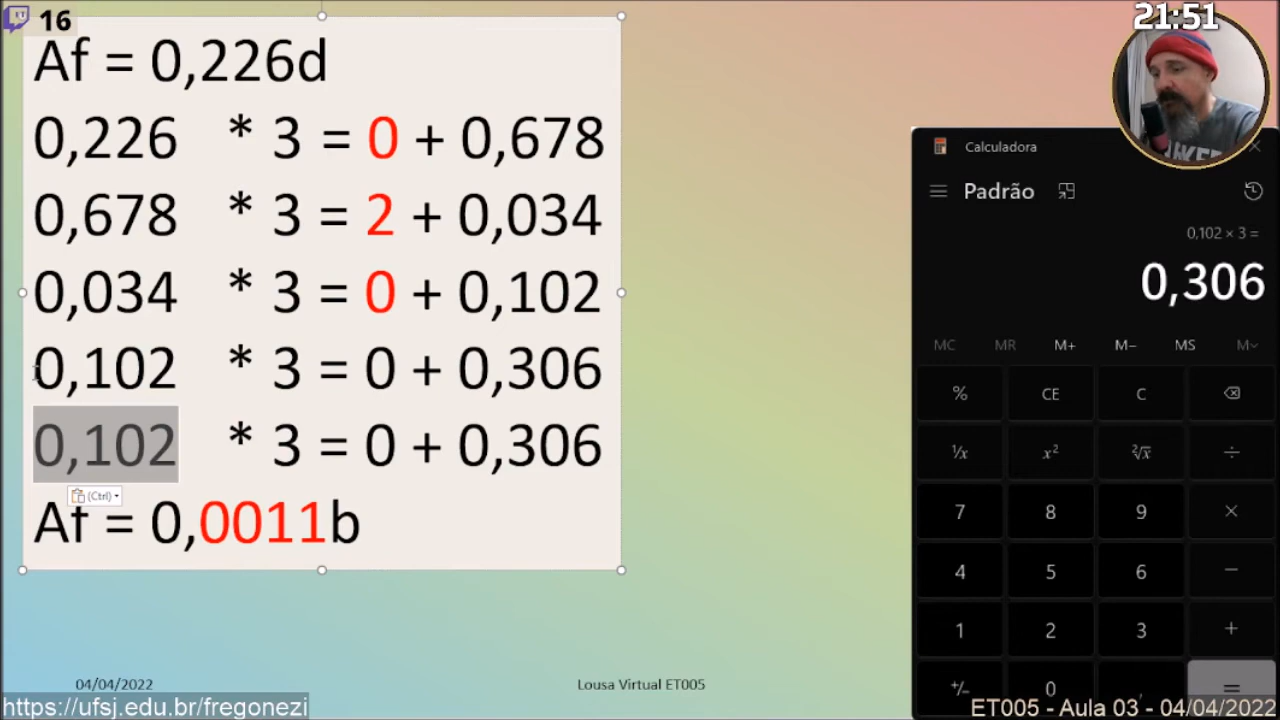 16
21:51
Af = 0,226d
0,226 * 3 = 0 + 0,678
0,678 * 3 = 2 + 0,034
0,034 * 3 = 0 + 0,102
0,102 * 3 = 0 + 0,306
0,102 * 3 = 0 + 0,306
(Ctrl)
Af = 0,0011b
Calculadora
Padrão
0,102 × 3 =
0,306
MC MR M+ M− MS M
% CE C
¹⁄x x² ²√x ÷
7 8 9 ×
4 5 6 −
1 2 3 +
+/− 0 , =
04/04/2022
Lousa Virtual ET005
https://ufsj.edu.br/fregonezi
ET005 - Aula 03 - 04/04/2022